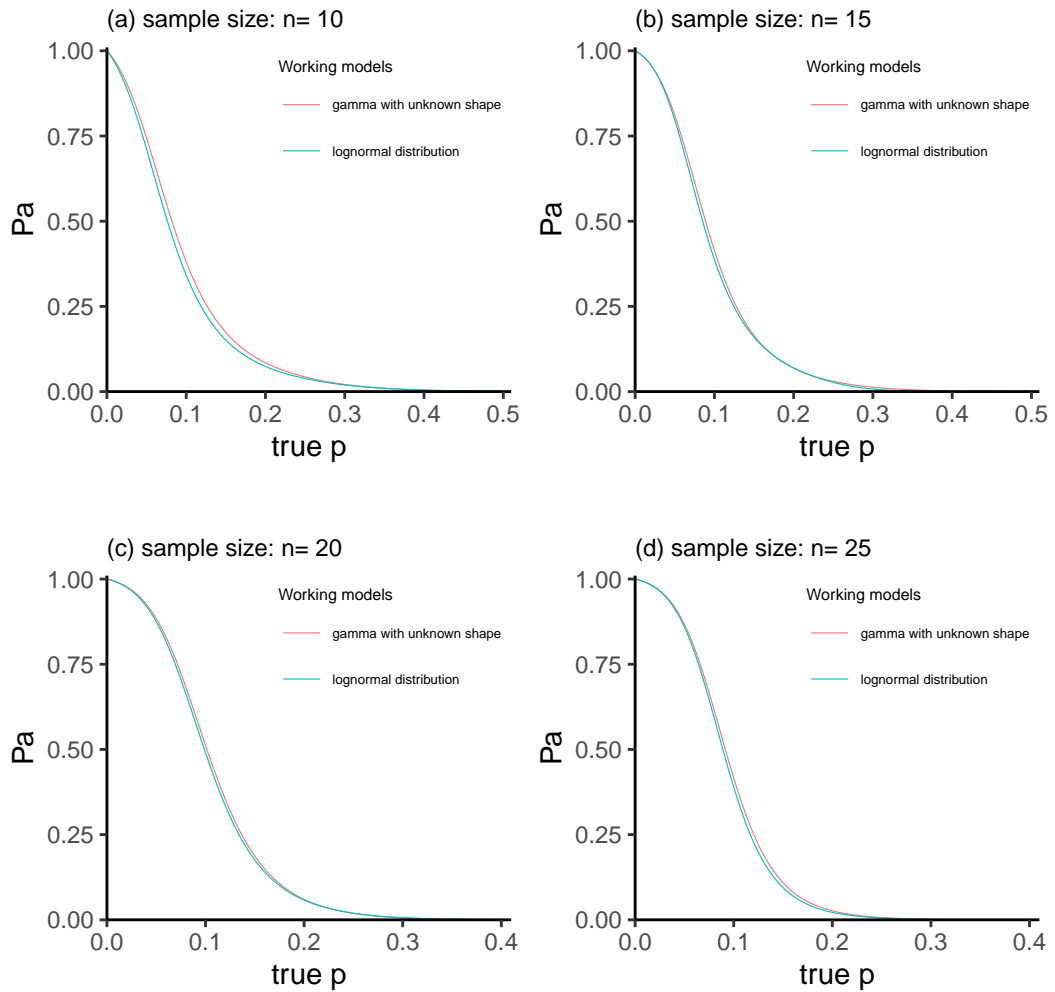 (a) sample size: n= 10
Working models
gamma with unknown shape
lognormal distribution
1.00
0.75
0.50
0.25
0.00
Pa
0.0 0.1 0.2 0.3 0.4 0.5
true p
(b) sample size: n= 15
Working models
gamma with unknown shape
lognormal distribution
1.00
0.75
0.50
0.25
0.00
Pa
0.0 0.1 0.2 0.3 0.4 0.5
true p
(c) sample size: n= 20
Working models
gamma with unknown shape
lognormal distribution
1.00
0.75
0.50
0.25
0.00
Pa
0.0 0.1 0.2 0.3 0.4
true p
(d) sample size: n= 25
Working models
gamma with unknown shape
lognormal distribution
1.00
0.75
0.50
0.25
0.00
Pa
0.0 0.1 0.2 0.3 0.4
true p